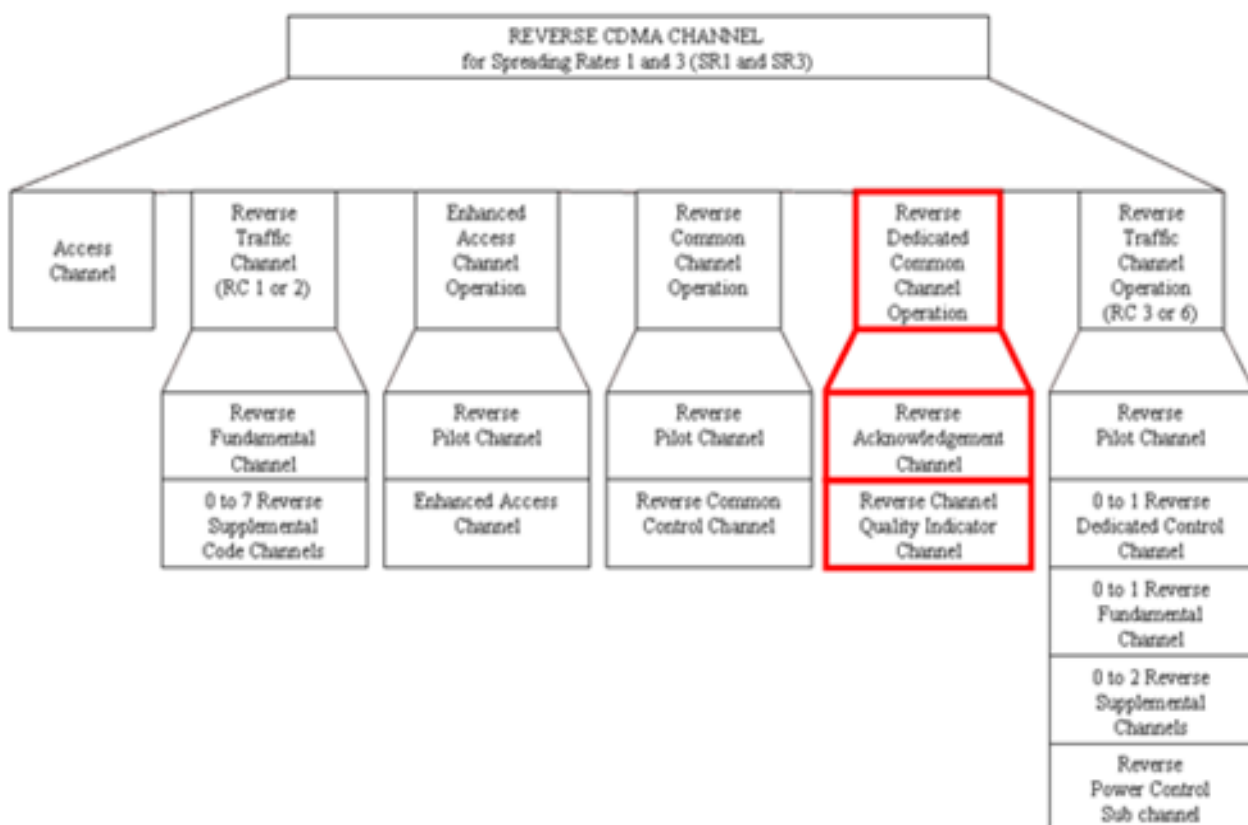 REVERSE CDMA CHANNEL
for Spreading Rates 1 and 3 (SR1 and SR3)
Access
Channel
Reverse
Traffic
Channel
(RC 1 or 2)
Enhanced
Access
Channel
Operation
Reverse
Common
Channel
Operation
Reverse
Dedicated
Common
Channel
Operation
Reverse
Traffic
Channel
Operation
(RC 3 or 6)
Reverse
Fundamental
Channel
0 to 7 Reverse
Supplemental
Code Channels
Reverse
Pilot Channel
Enhanced Access
Channel
Reverse
Pilot Channel
Reverse Common
Control Channel
Reverse
Acknowledgement
Channel
Reverse Channel
Quality Indicator
Channel
Reverse
Pilot Channel
0 to 1 Reverse
Dedicated Control
Channel
0 to 1 Reverse
Fundamental
Channel
0 to 2 Reverse
Supplemental
Channels
Reverse
Power Control
Sub channel